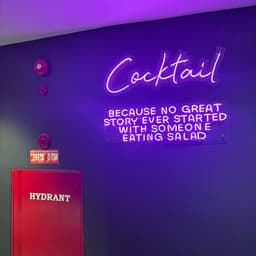 Cocktail
BECAUSE NO GREAT
STORY EVER STARTED
WITH SOMEONE
EATING SALAD
HYDRANT